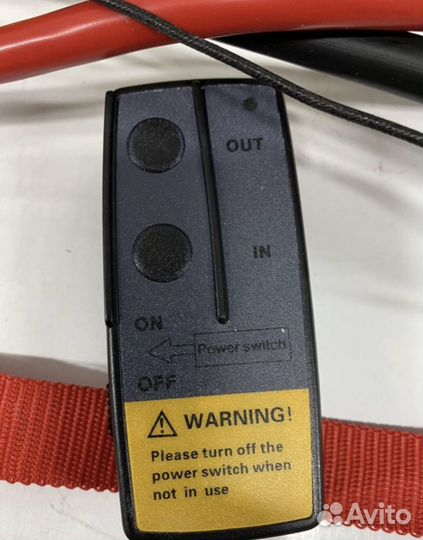 OUT
IN
ON
Power switch
OFF
WARNING!
Please turn off the
power switch when
not in use
Avito